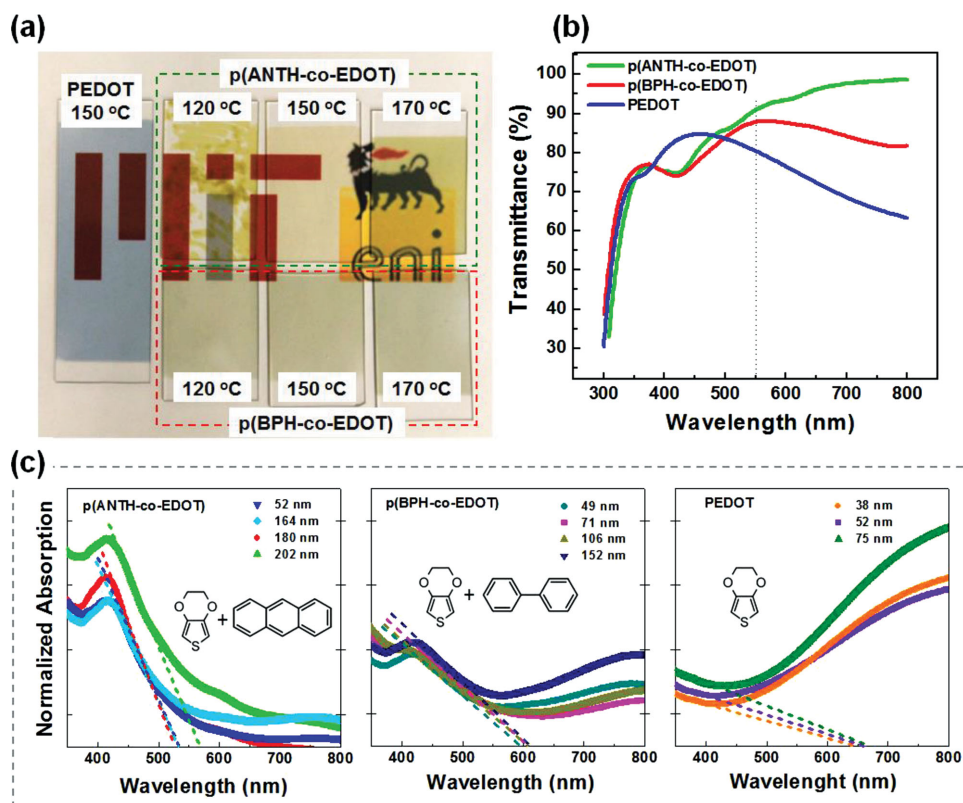 (a)
p(ANTH-co-EDOT)
PEDOT
150 ºC
120 ºC
150 ºC
170 ºC
eni
120 ºC
150 ºC
170 ºC
p(BPH-co-EDOT)
(b)
p(ANTH-co-EDOT)
p(BPH-co-EDOT)
PEDOT
100
90
80
70
60
50
40
30
300 400 500 600 700 800
Transmittance (%)
Wavelength (nm)
(c)
Normalized Absorption
p(ANTH-co-EDOT)
52 nm
164 nm
180 nm
202 nm
O O
S
+
400 500 600 700 800
Wavelength (nm)
p(BPH-co-EDOT)
49 nm
71 nm
106 nm
152 nm
O O
S
+
400 500 600 700 800
Wavelength (nm)
PEDOT
38 nm
52 nm
75 nm
O O
S
400 500 600 700 800
Wavelenght (nm)